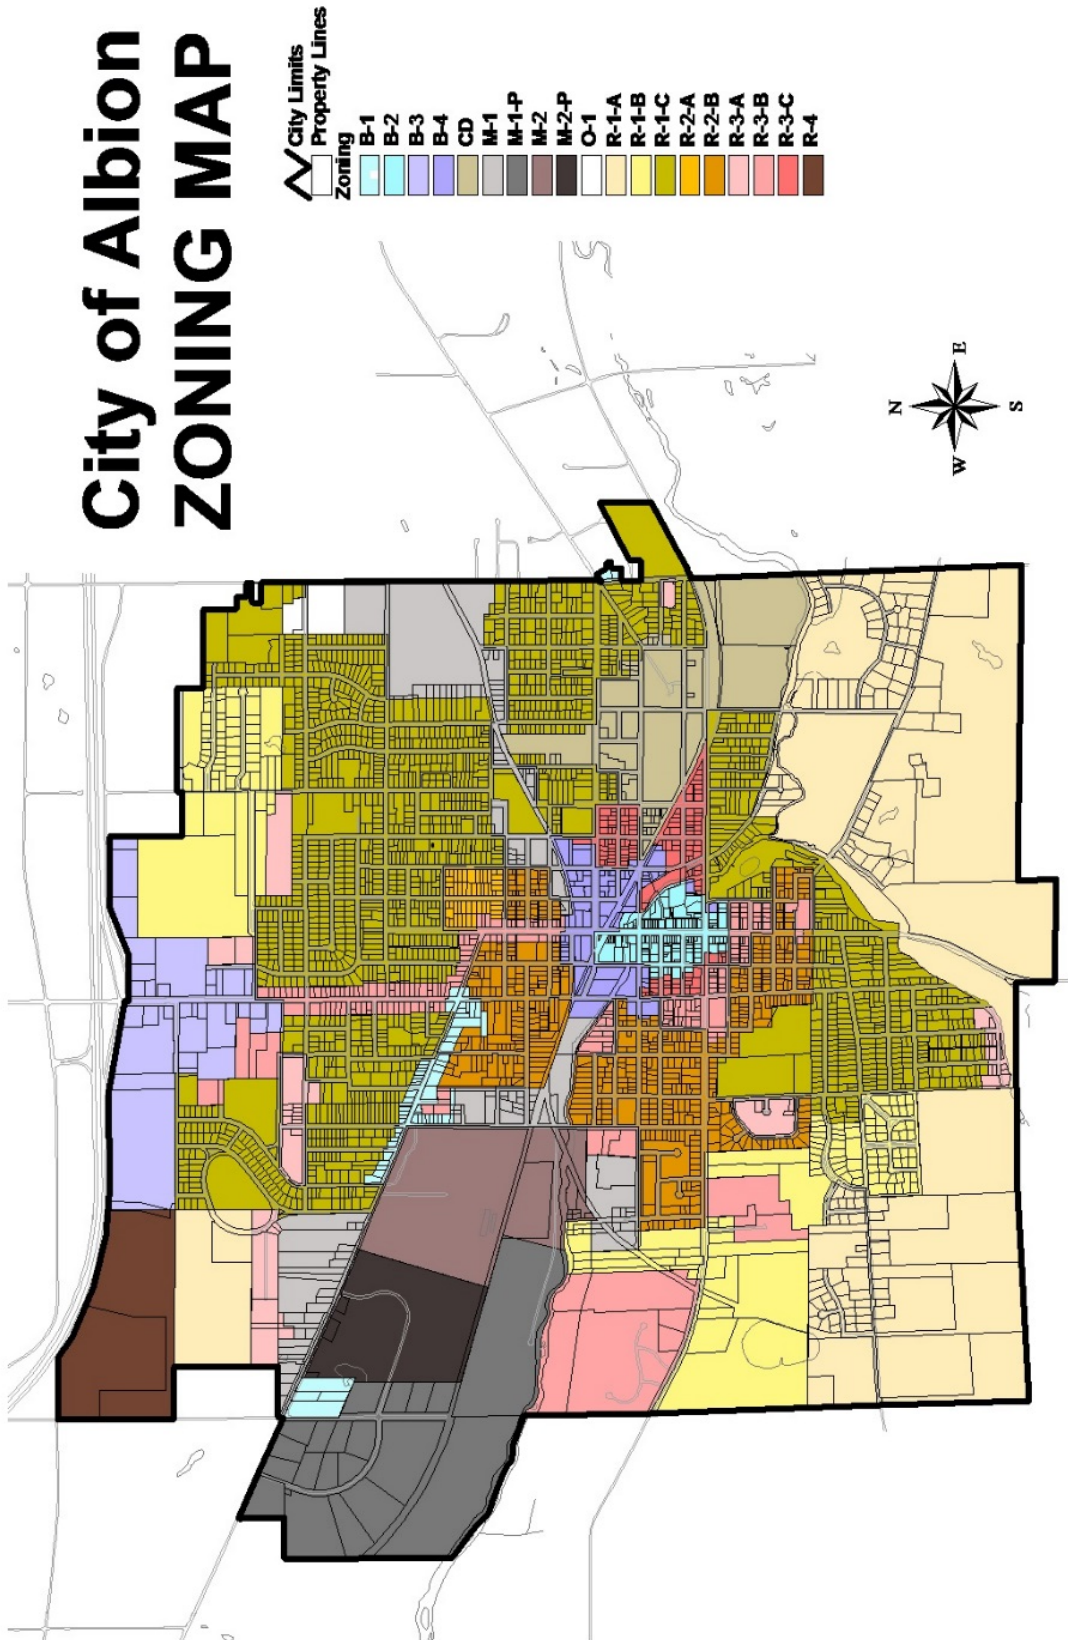 City of Albion
ZONING MAP
City Limits
Property Lines
Zoning
B-1
B-2
B-3
B-4
CD
M-1
M-1-P
M-2
M-2-P
O-1
R-1-A
R-1-B
R-1-C
R-2-A
R-2-B
R-3-A
R-3-B
R-3-C
R-4
N
W
E
S